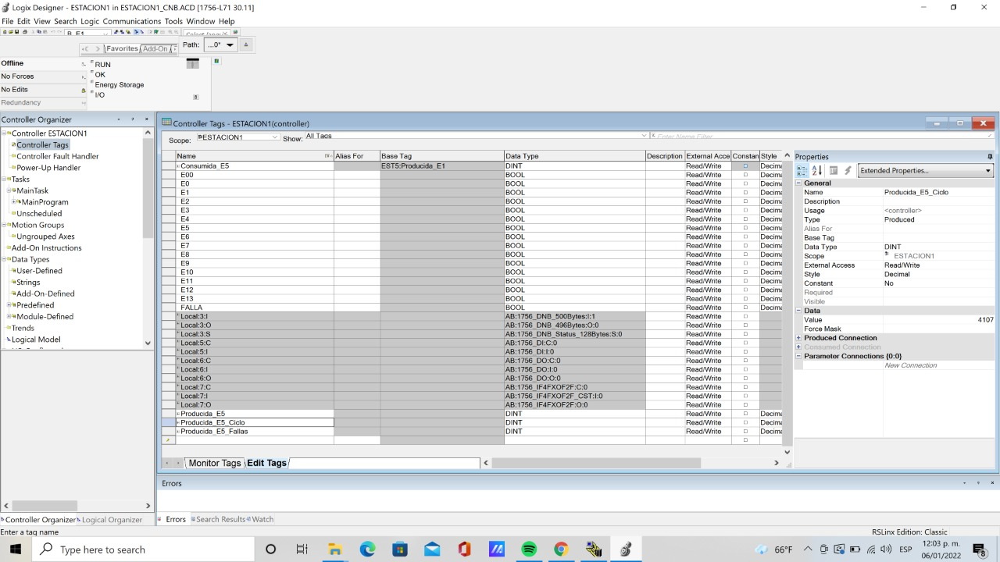 Logix Designer - ESTACION1 in ESTACION1_CNB.ACD [1756-L71 30.11]
File Edit View Search Logic Communications Tools Window Help
B_E1
Favorites Add-On
Path: ...0*
Offline
RUN
No Forces
OK
No Edits
Energy Storage
Redundancy
I/O
Controller Organizer
Controller ESTACION1
Controller Tags
Controller Fault Handler
Power-Up Handler
Tasks
MainTask
MainProgram
Unscheduled
Motion Groups
Ungrouped Axes
Add-On Instructions
Data Types
User-Defined
Strings
Add-On-Defined
Predefined
Module-Defined
Trends
Logical Model
Controller Organizer Logical Organizer
Controller Tags - ESTACION1(controller)
Scope: ESTACION1 Show: All Tags Enter Name Filter...
Name Alias For Base Tag Data Type Description External Acce Constan Style
Consumida_E5 EST5:Producida_E1 DINT Read/Write Decima
E00 BOOL Read/Write Decima
E0 BOOL Read/Write Decima
E1 BOOL Read/Write Decima
E2 BOOL Read/Write Decima
E3 BOOL Read/Write Decima
E4 BOOL Read/Write Decima
E5 BOOL Read/Write Decima
E6 BOOL Read/Write Decima
E7 BOOL Read/Write Decima
E8 BOOL Read/Write Decima
E9 BOOL Read/Write Decima
E10 BOOL Read/Write Decima
E11 BOOL Read/Write Decima
E12 BOOL Read/Write Decima
E13 BOOL Read/Write Decima
FALLA BOOL Read/Write Decima
Local:3:I AB:1756_DNB_500Bytes:I:1 Read/Write
Local:3:O AB:1756_DNB_496Bytes:O:0 Read/Write
Local:3:S AB:1756_DNB_Status_128Bytes:S:0 Read/Write
Local:5:C AB:1756_DI:C:0 Read/Write
Local:5:I AB:1756_DI:I:0 Read/Write
Local:6:C AB:1756_DO:C:0 Read/Write
Local:6:I AB:1756_DO:I:0 Read/Write
Local:6:O AB:1756_DO:O:0 Read/Write
Local:7:C AB:1756_IF4FXOF2F:C:0 Read/Write
Local:7:I AB:1756_IF4FXOF2F_CST:I:0 Read/Write
Local:7:O AB:1756_IF4FXOF2F:O:0 Read/Write
Producida_E5 DINT Read/Write Decima
Producida_E5_Ciclo DINT Read/Write Decima
Producida_E5_Fallas DINT Read/Write Decima
Monitor Tags Edit Tags
Properties
Extended Properties...
General
Name Producida_E5_Ciclo
Description
Usage <controller>
Type Produced
Alias For
Base Tag
Data Type DINT
Scope ESTACION1
External Access Read/Write
Style Decimal
Constant No
Required
Visible
Data
Value 4107
Force Mask
Produced Connection
Consumed Connection
Parameter Connections {0:0}
New Connection
Errors
Errors Search Results Watch
Enter a tag name
RSLinx Edition: Classic
Type here to search
66°F
ESP
12:03 p. m.
06/01/2022
8